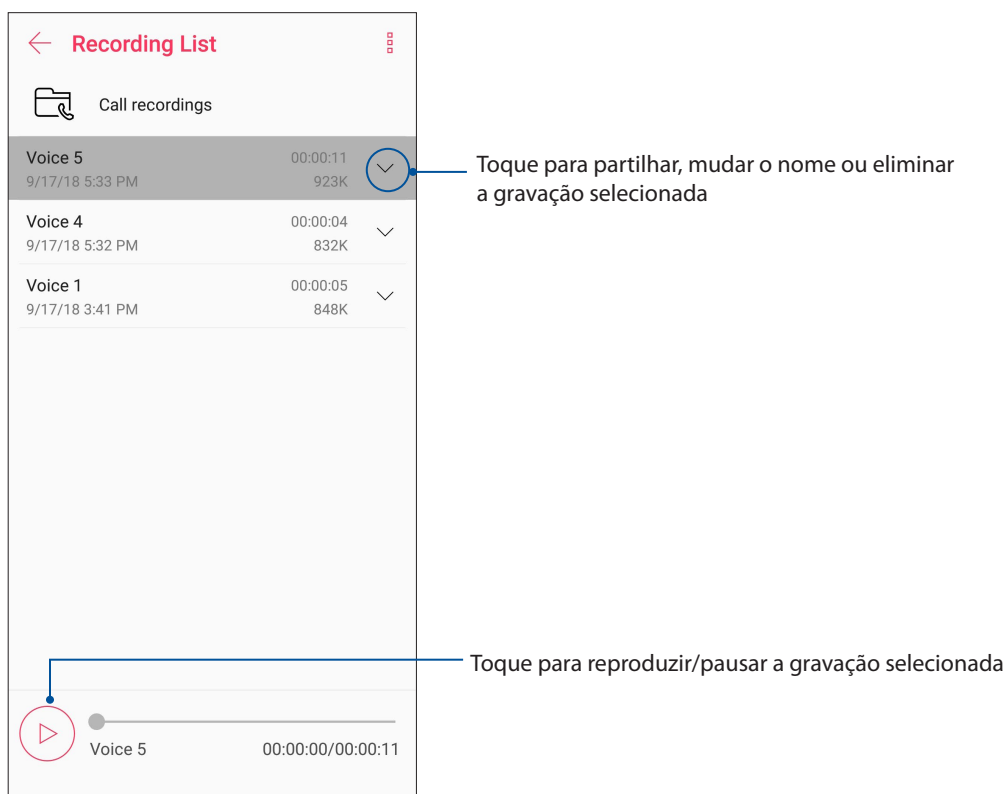 Recording List
Call recordings
Voice 5 00:00:11
9/17/18 5:33 PM 923K
Toque para partilhar, mudar o nome ou eliminar
a gravação selecionada
Voice 4 00:00:04
9/17/18 5:32 PM 832K
Voice 1 00:00:05
9/17/18 3:41 PM 848K
Toque para reproduzir/pausar a gravação selecionada
Voice 5 00:00:00/00:00:11